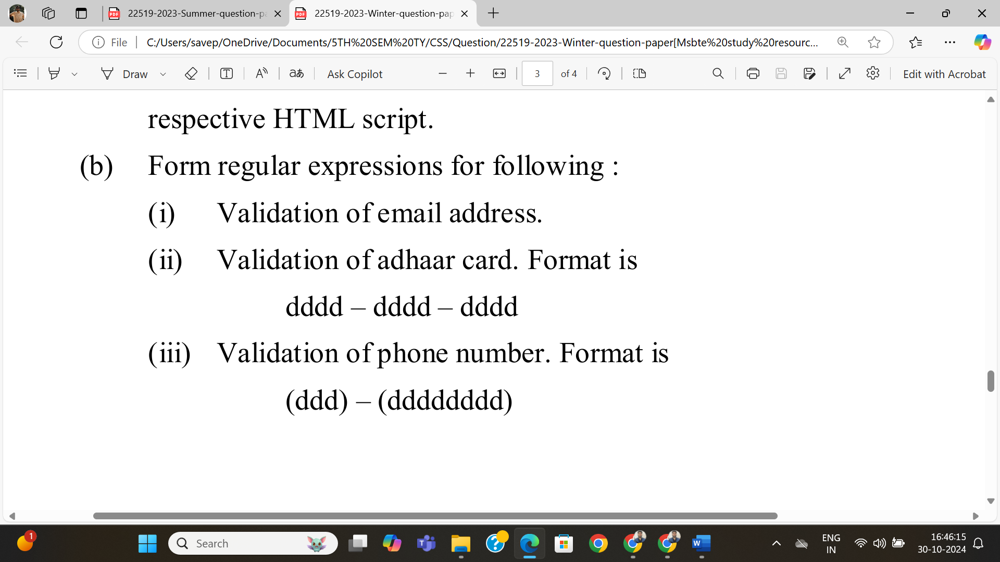 22519-2023-Summer-question-pa
22519-2023-Winter-question-pap
File
C:/Users/savep/OneDrive/Documents/5TH%20SEM%20TY/CSS/Question/22519-2023-Winter-question-paper[Msbte%20study%20resourc...
Draw
Ask Copilot
3
of 4
Edit with Acrobat
respective HTML script.
(b) Form regular expressions for following :
(i) Validation of email address.
(ii) Validation of adhaar card. Format is
dddd – dddd – dddd
(iii) Validation of phone number. Format is
(ddd) – (dddddddd)
1
Search
ENG
IN
16:46:15
30-10-2024